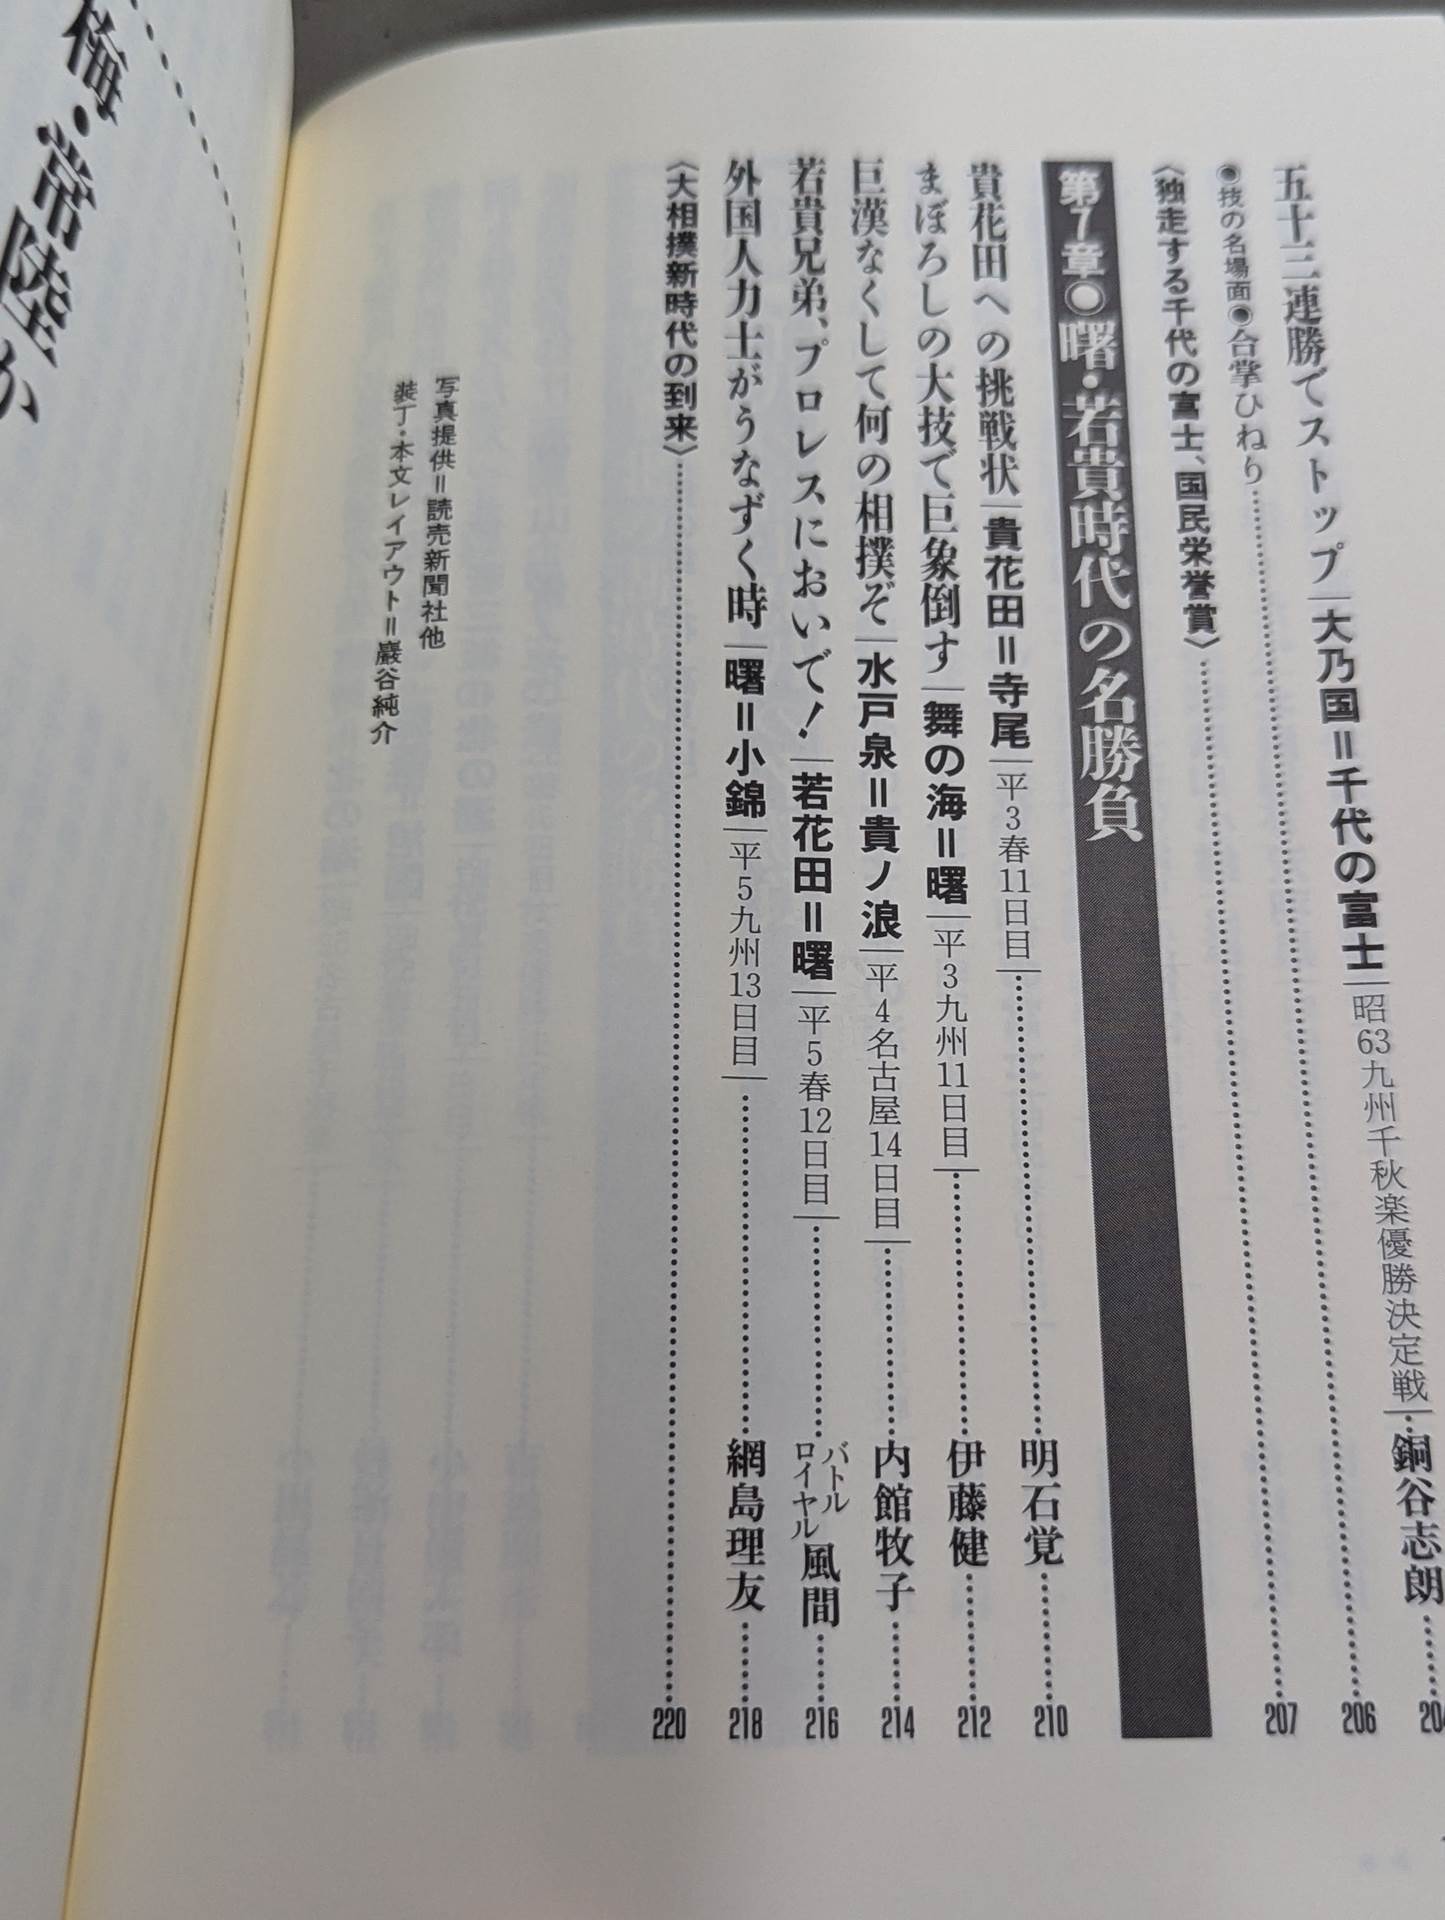 五十三連勝でストップ│大乃国＝千代の富士│昭63九州千秋楽優勝決定戦│……銅谷志朗……204
◉技の名場面◉合掌ひねり……206
〈独走する千代の富士、国民栄誉賞〉……207
第7章◎曙・若貴時代の名勝負
貴花田への挑戦状│貴花田＝寺尾│平3春11日目│……明石覚……210
まぼろしの大技で巨象倒す│舞の海＝曙│平3九州11日目│……伊藤健……212
巨漢なくして何の相撲ぞ│水戸泉＝貴ノ浪│平4名古屋14日目│……内館牧子……214
若貴兄弟、プロレスにおいで！│若花田＝曙│平5春12日目│……バトルロイヤル風間……216
外国人力士がうなずく時│曙＝小錦│平5九州13日目│……網島理友……218
〈大相撲新時代の到来〉……220
写真提供＝読売新聞社他
装丁・本文レイアウト＝巖谷純介
梅・常陸か